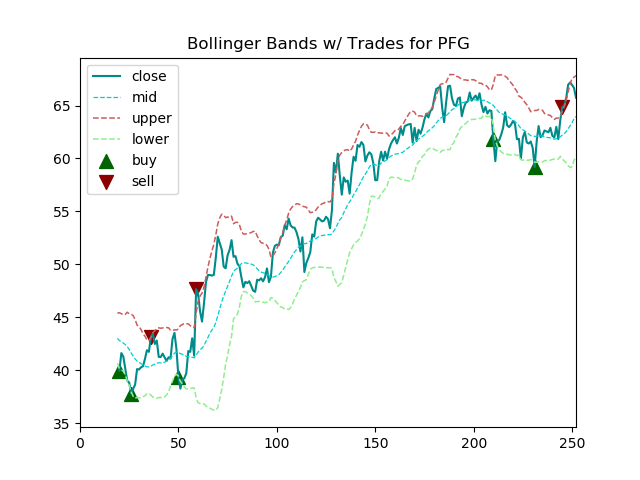 Bollinger Bands w/ Trades for PFG
close
mid
upper
lower
buy
sell
65
60
55
50
45
40
35
0 50 100 150 200 250